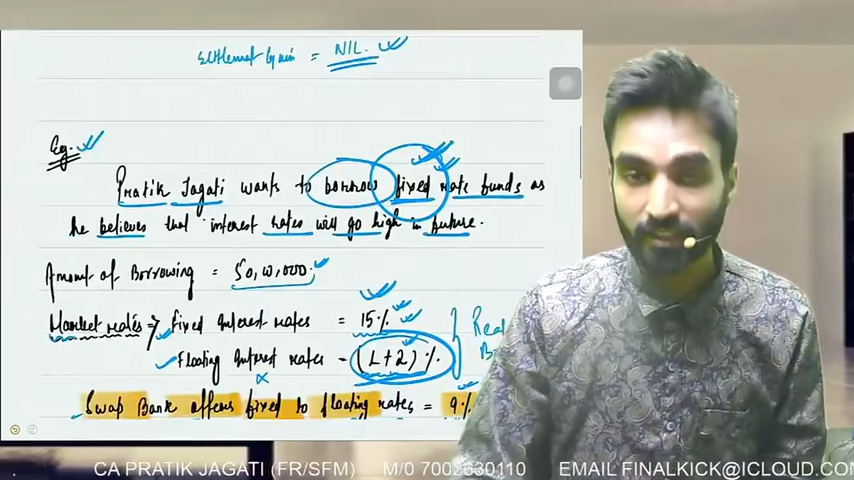 Settlement by min = NIL.
Eg.
Pratik Jagati wants to borrow fixed rate funds as
he believes that interest rates will go high in future.
Amount of Borrowing = 50,00,000.
Market rates => Fixed Interest rates = 15%
Floating Interest rates = (L+2)%
Swap Bank offers fixed to floating rates = 9%
CA PRATIK JAGATI (FR/SFM) M/0 7002630110 EMAIL FINALKICK@ICLOUD.CO